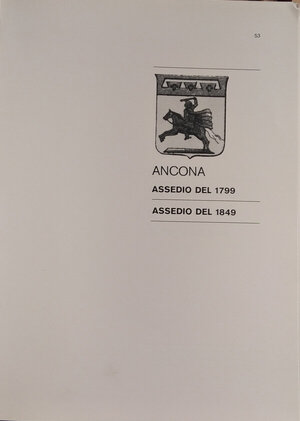 53
ANCONA
ASSEDIO DEL 1799
ASSEDIO DEL 1849